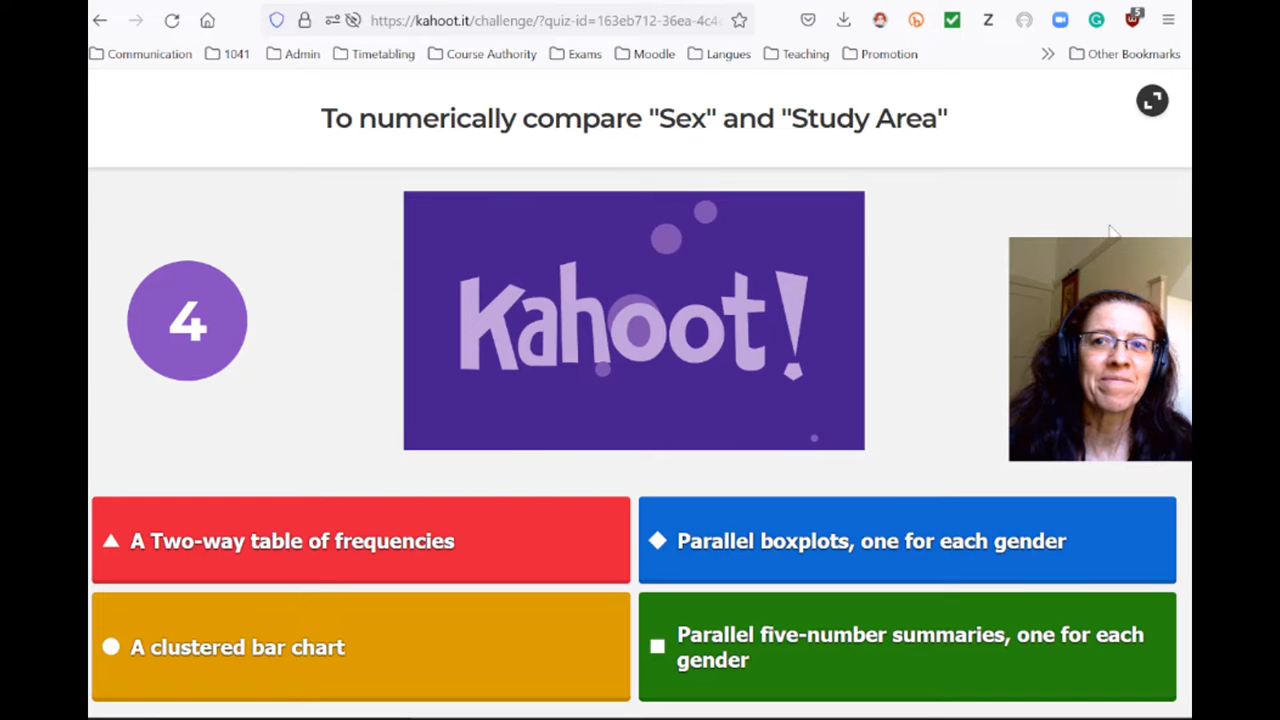 https://kahoot.it/challenge/?quiz-id=163eb712-36ea-4c4c
5
Communication
1041
Admin
Timetabling
Course Authority
Exams
Moodle
Langues
Teaching
Promotion
Other Bookmarks
To numerically compare "Sex" and "Study Area"
4
Kahoot!
A Two-way table of frequencies
Parallel boxplots, one for each gender
A clustered bar chart
Parallel five-number summaries, one for each
gender